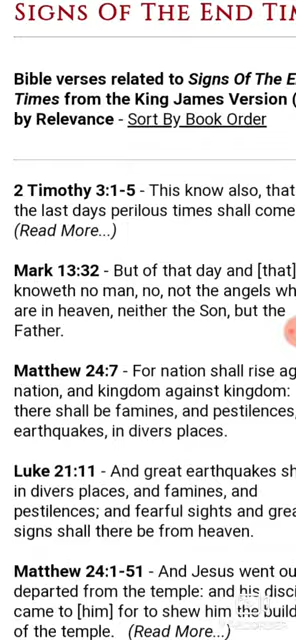 SIGNS OF THE END TIM
Bible verses related to Signs Of The E
Times from the King James Version (
by Relevance - Sort By Book Order
2 Timothy 3:1-5 - This know also, that
the last days perilous times shall come
(Read More...)
Mark 13:32 - But of that day and [that]
knoweth no man, no, not the angels wh
are in heaven, neither the Son, but the
Father.
Matthew 24:7 - For nation shall rise ag
nation, and kingdom against kingdom:
there shall be famines, and pestilences,
earthquakes, in divers places.
Luke 21:11 - And great earthquakes sh
in divers places, and famines, and
pestilences; and fearful sights and grea
signs shall there be from heaven.
Matthew 24:1-51 - And Jesus went ou
departed from the temple: and his disci
came to [him] for to shew him the build
of the temple. (Read More...)